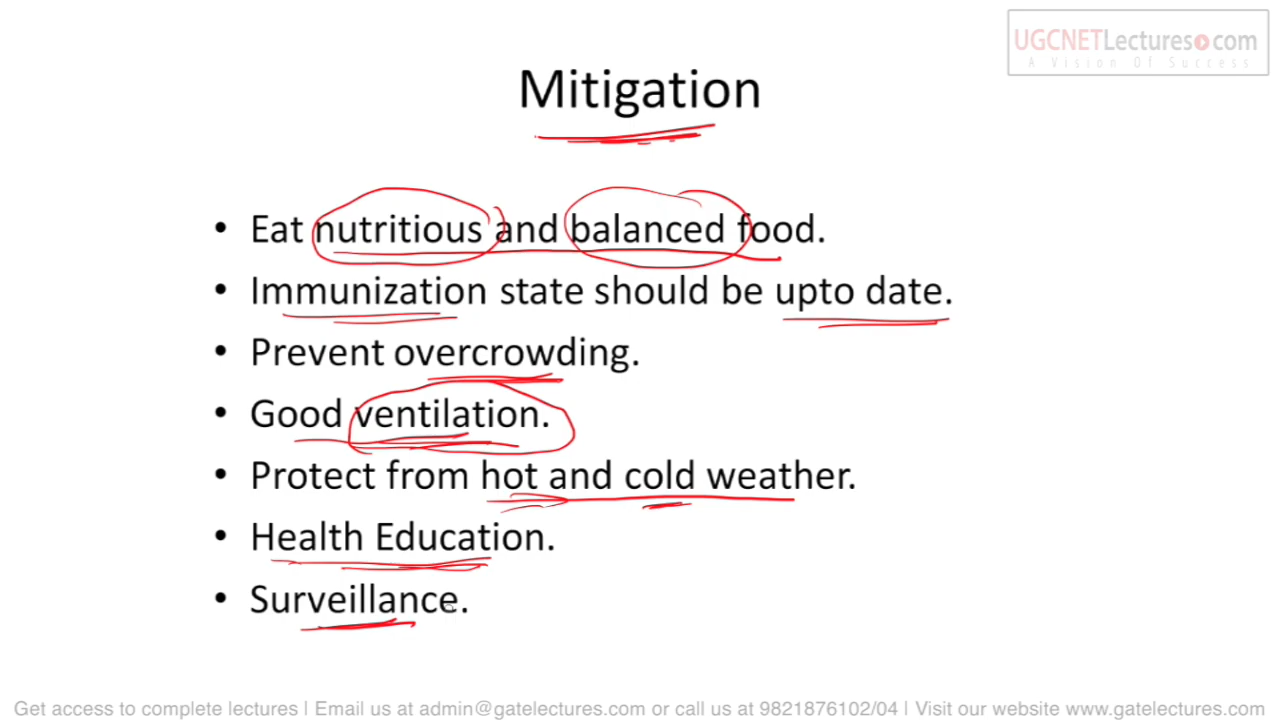 UGCNETLectures.com
A Vision Of Success
Mitigation
• Eat nutritious and balanced food.
• Immunization state should be upto date.
• Prevent overcrowding.
• Good ventilation.
• Protect from hot and cold weather.
• Health Education.
• Surveillance.
Get access to complete lectures | Email us at admin@gatelectures.com or call us at 9821876102/04 | Visit our website www.gatelectures.com